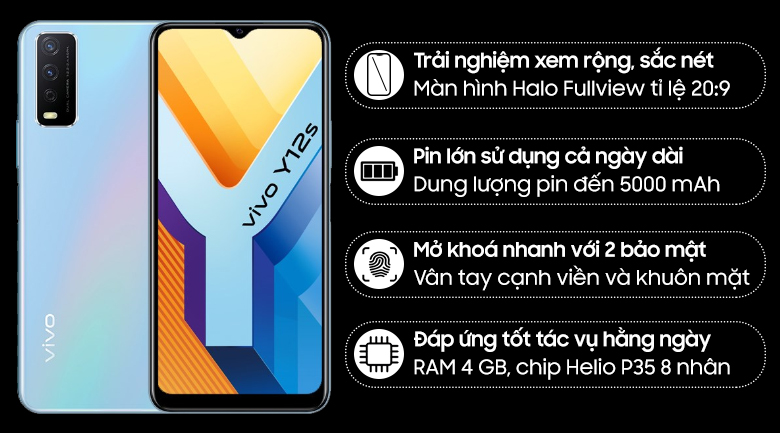 vivo
vivo Y12s
Trải nghiệm xem rộng, sắc nét
Màn hình Halo Fullview tỉ lệ 20:9
Pin lớn sử dụng cả ngày dài
Dung lượng pin đến 5000 mAh
Mở khoá nhanh với 2 bảo mật
Vân tay cạnh viền và khuôn mặt
Đáp ứng tốt tác vụ hằng ngày
RAM 4 GB, chip Helio P35 8 nhân